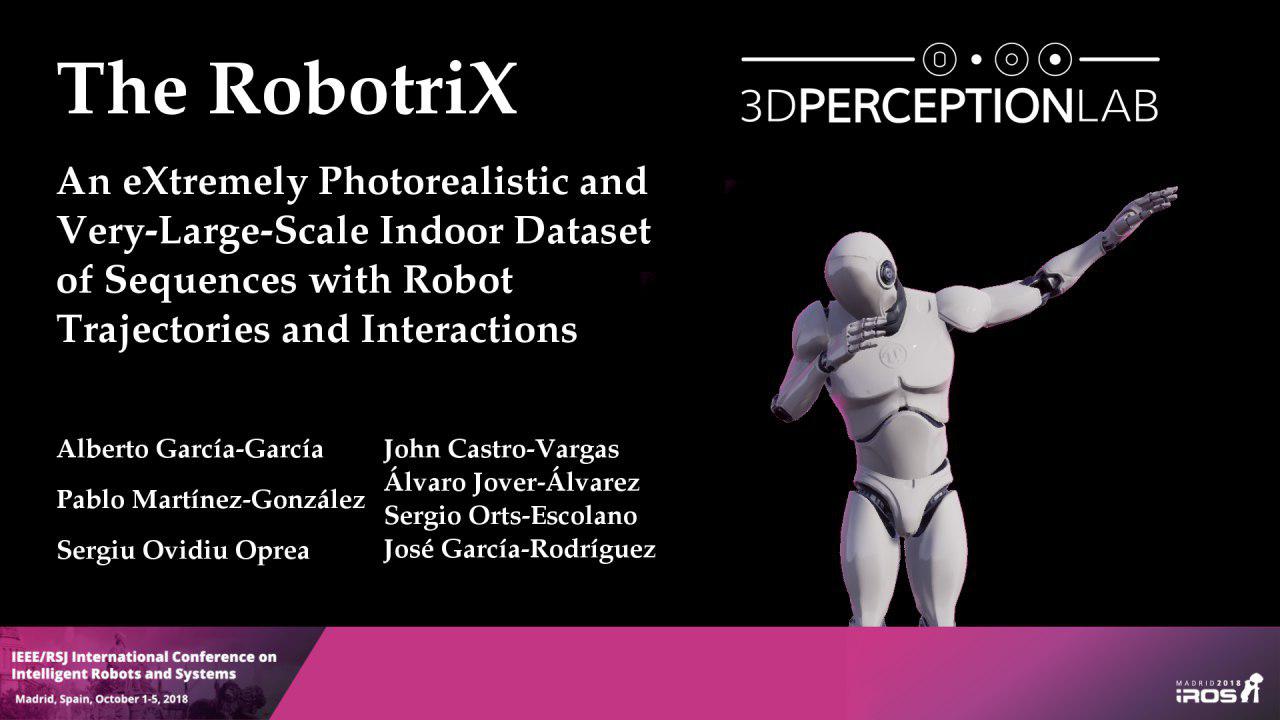 The RobotriX
3DPERCEPTIONLAB
An eXtremely Photorealistic and
Very-Large-Scale Indoor Dataset
of Sequences with Robot
Trajectories and Interactions
Alberto García-García
Pablo Martínez-González
Sergiu Ovidiu Oprea
John Castro-Vargas
Álvaro Jover-Álvarez
Sergio Orts-Escolano
José García-Rodríguez
IEEE/RSJ International Conference on
Intelligent Robots and Systems
Madrid, Spain, October 1-5, 2018
MADRID2018
iROS